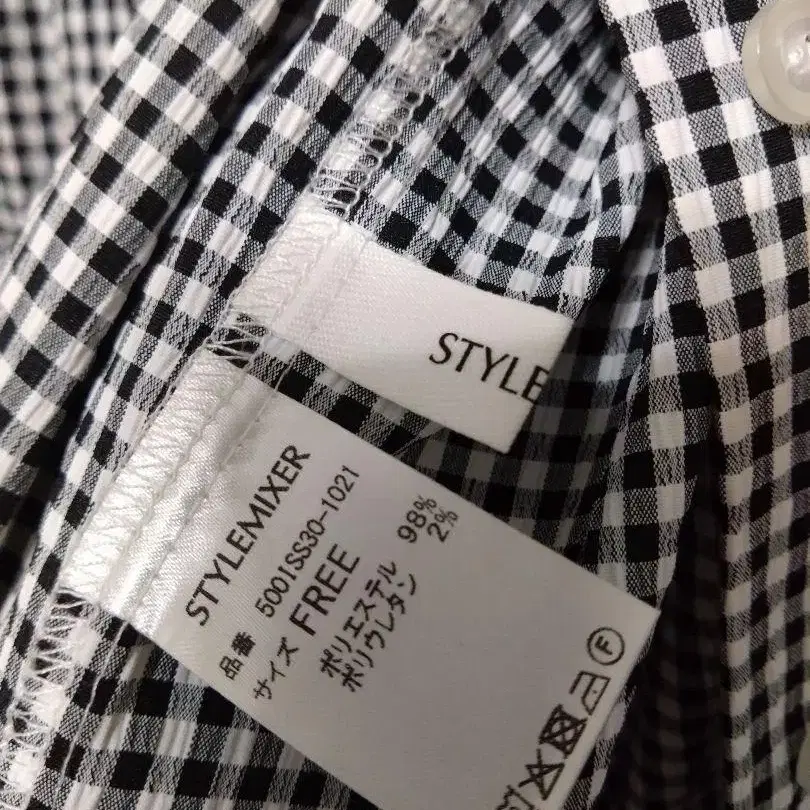 STYLE
STYLEMIXER
品番 5001SS30-1021
サイズ FREE
ポリエステル 98%
ポリウレタン 2%
F